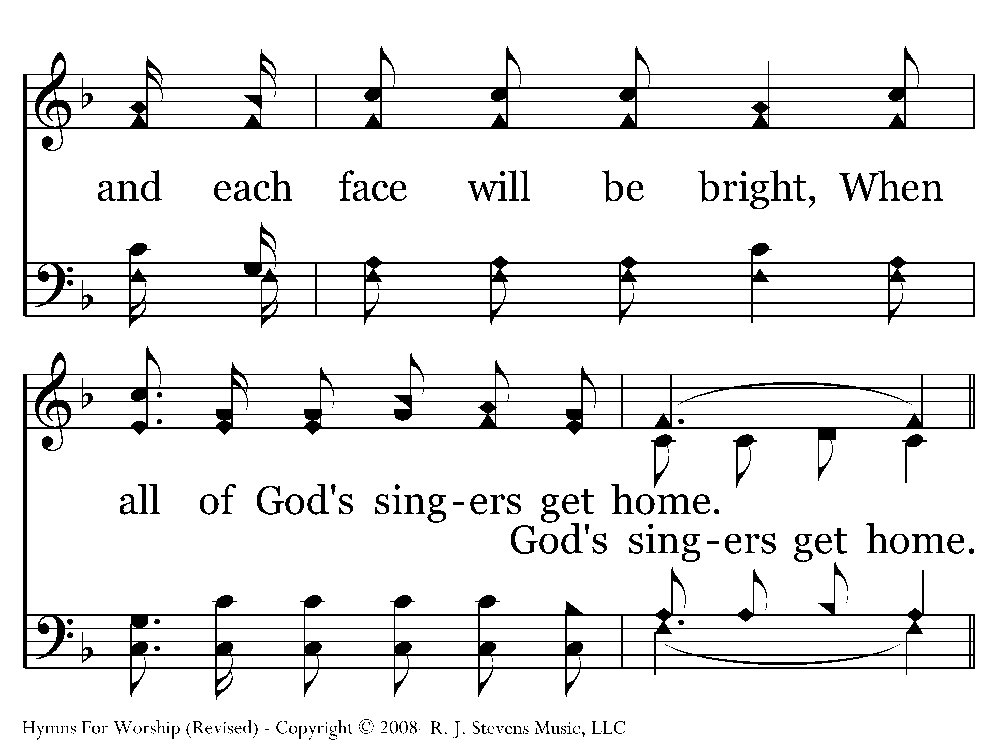 and each face will be bright, When
all of God's sing-ers get home.
God's sing-ers get home.
Hymns For Worship (Revised) - Copyright © 2008 R. J. Stevens Music, LLC